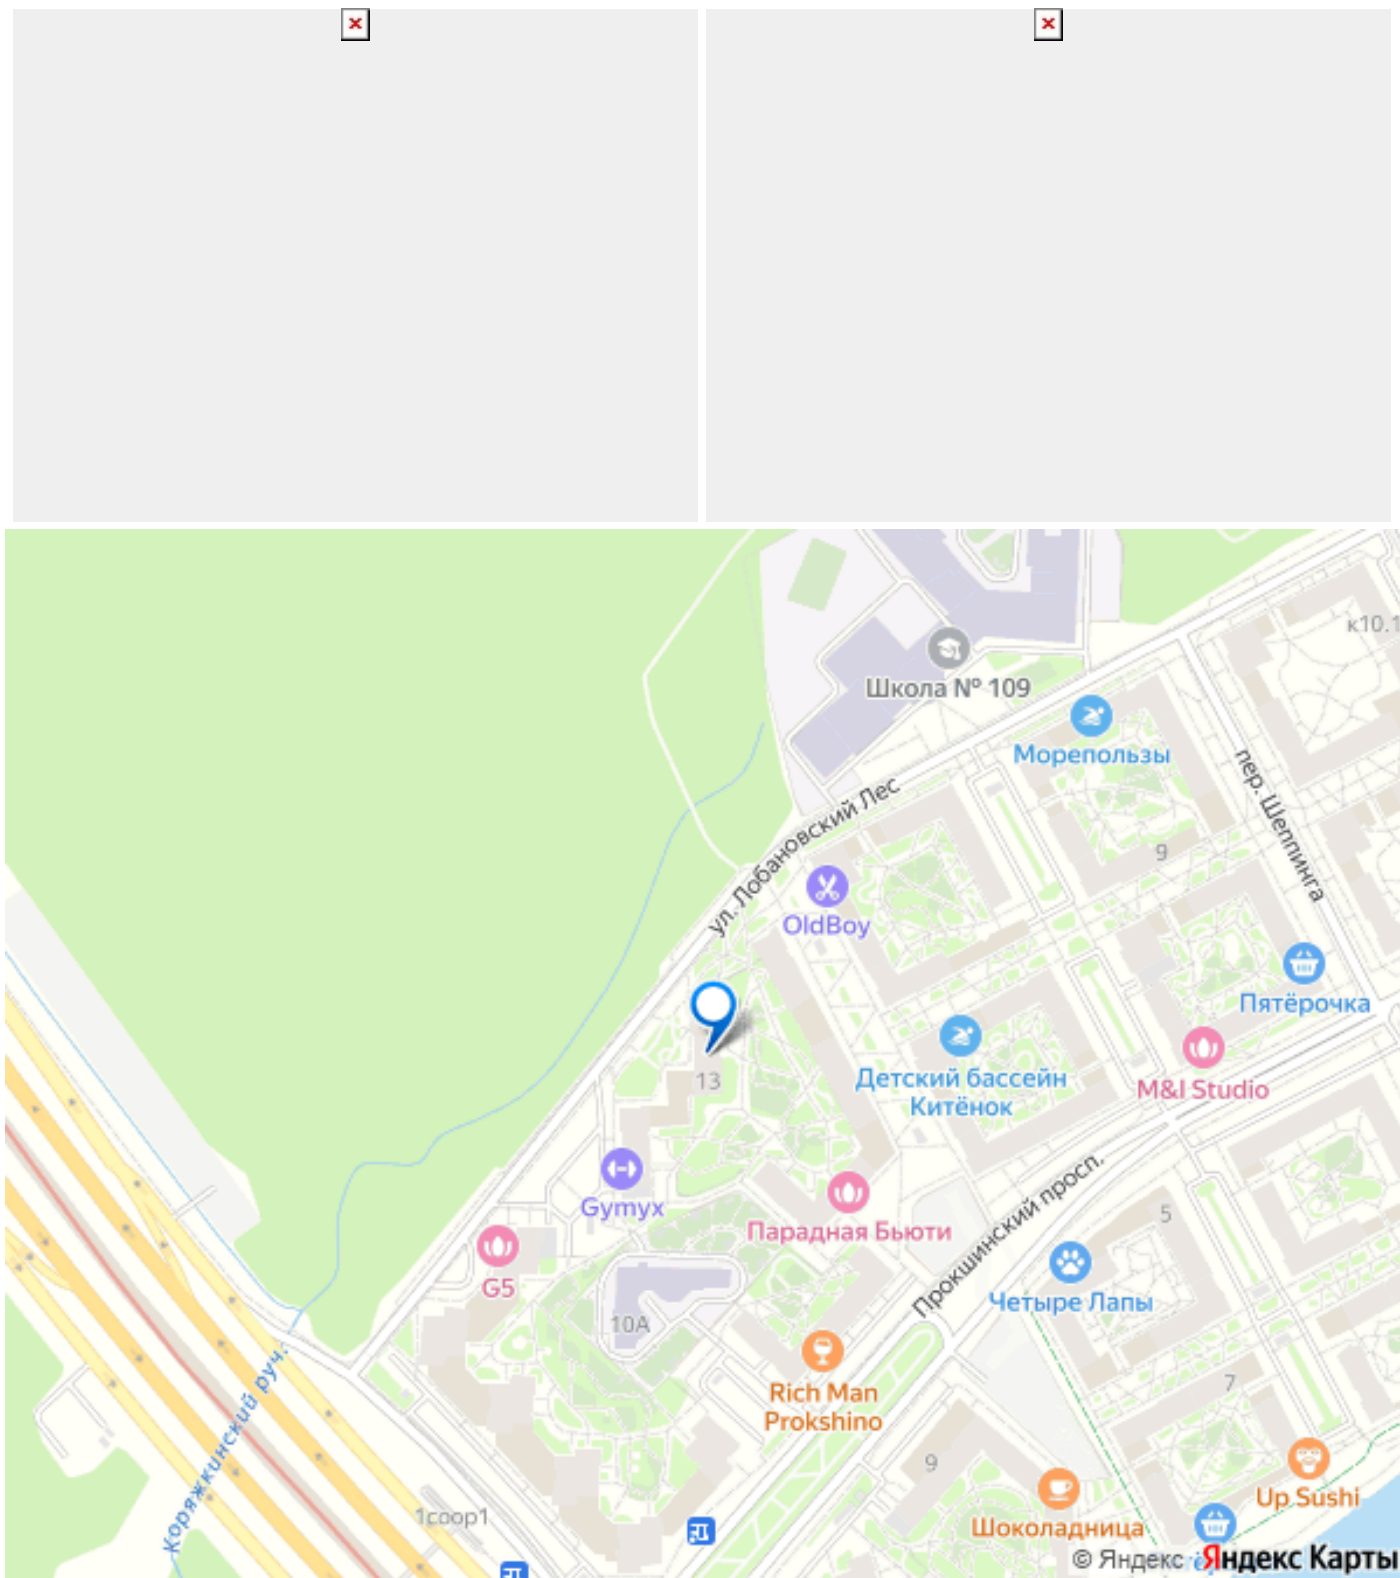 к10.1
Школа № 109
Морепользы
пер. Шеппинга
ул. Лобановский Лес
9
OldBoy
Пятёрочка
13
Детский бассейн
Китёнок
M&I Studio
Прокшинский просп.
Gymyx
Парадная Бьюти
5
G5
Четыре Лапы
10А
Rich Man
Prokshino
7
Коряжкинский руч.
9
Up Sushi
1соор1
Шоколадница
© Яндекс
Яндекс Карты